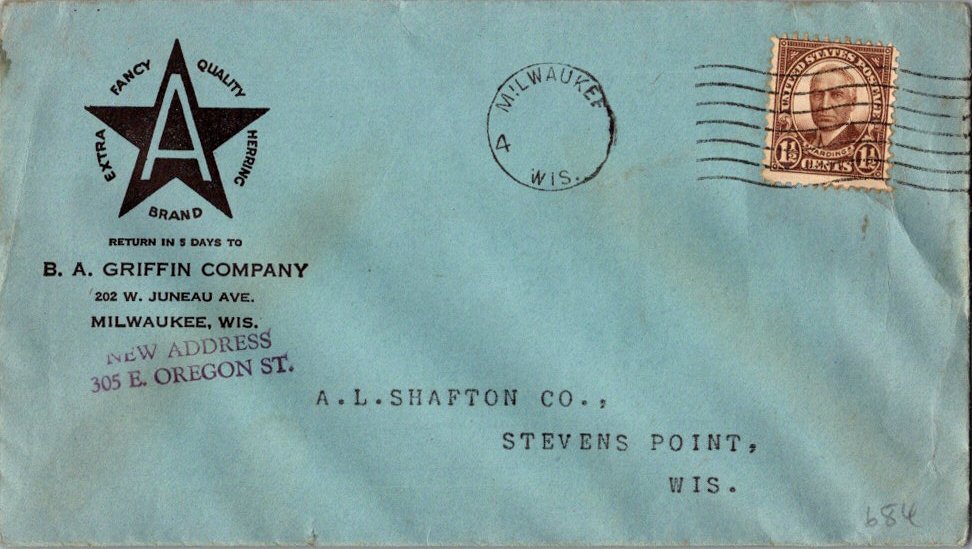 FANCY QUALITY
EXTRA A HERRING
BRAND
RETURN IN 5 DAYS TO
B. A. GRIFFIN COMPANY
202 W. JUNEAU AVE.
MILWAUKEE, WIS.
NEW ADDRESS
305 E. OREGON ST.
MILWAUKEE
4
WIS.
UNITED STATES POSTAGE
HARDING
1½ CENTS 1½
A.L.SHAFTON CO.,
STEVENS POINT,
WIS.
684